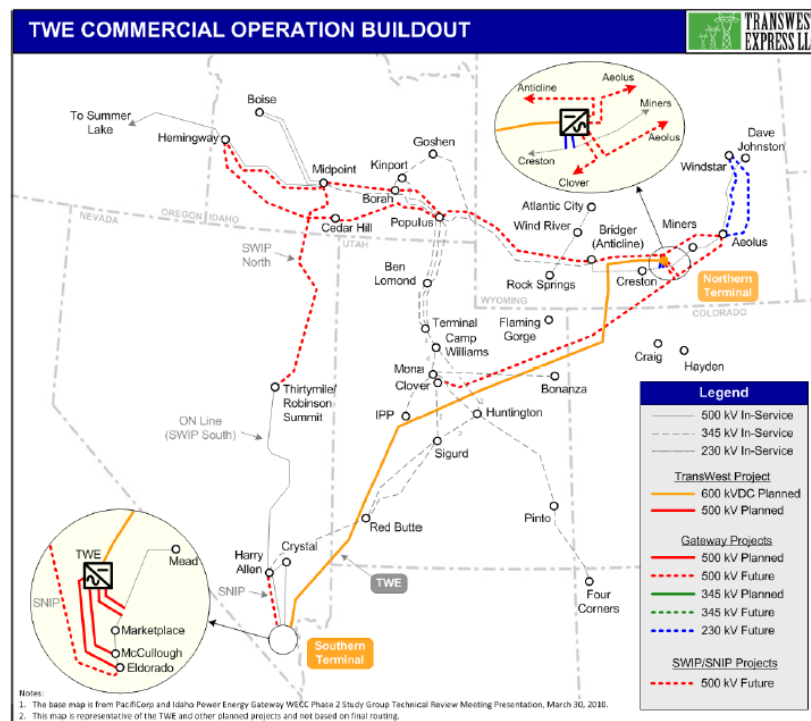 TWE COMMERCIAL OPERATION BUILDOUT
TRANSWEST
EXPRESS LL
To Summer
Lake
Boise
Hemingway
Midpoint
Goshen
Kinport
Borah
Populus
Cedar Hill
NEVADA
OREGON
IDAHO
UTAH
SWIP
North
Anticline
Aeolus
Miners
Aeolus
Creston
Clover
Dave
Johnston
Windstar
Atlantic City
Wind River
Bridger
(Anticline)
Miners
Aeolus
Rock Springs
Creston
Northern
Terminal
WYOMING
COLORADO
Ben
Lomond
Terminal
Camp
Williams
Flaming
Gorge
Craig
Hayden
Mona
Clover
Bonanza
Thirtymile/
Robinson
Summit
IPP
Huntington
ON Line
(SWIP South)
Sigurd
2
2
Red Butte
Pinto
Harry
Allen
Crystal
SNIP
TWE
Four
Corners
Southern
Terminal
TWE
Mead
SNIP
Marketplace
McCullough
Eldorado
Legend
500 kV In-Service
345 kV In-Service
230 kV In-Service
TransWest Project
600 kVDC Planned
500 kV Planned
Gateway Projects
500 kV Planned
500 kV Future
345 kV Planned
345 kV Future
230 kV Future
SWIP/SNIP Projects
500 kV Future
Notes:
1. The base map is from PacifiCorp and Idaho Power Energy Gateway WECC Phase 2 Study Group Technical Review Meeting Presentation, March 30, 2010.
2. This map is representative of the TWE and other planned projects and not based on final routing.